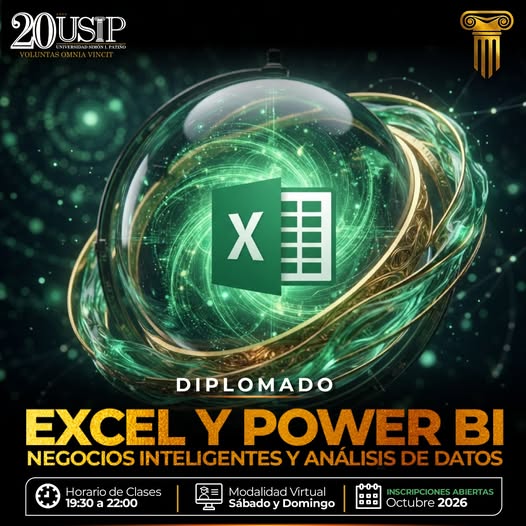 20 USIP
UNIVERSIDAD SIMÓN I. PATIÑO
VOLUNTAS OMNIA VINCIT
X
DIPLOMADO
EXCEL Y POWER BI
NEGOCIOS INTELIGENTES Y ANÁLISIS DE DATOS
Horario de Clases
19:30 a 22:00
Modalidad Virtual
Sábado y Domingo
INSCRIPCIONES ABIERTAS
Octubre 2026